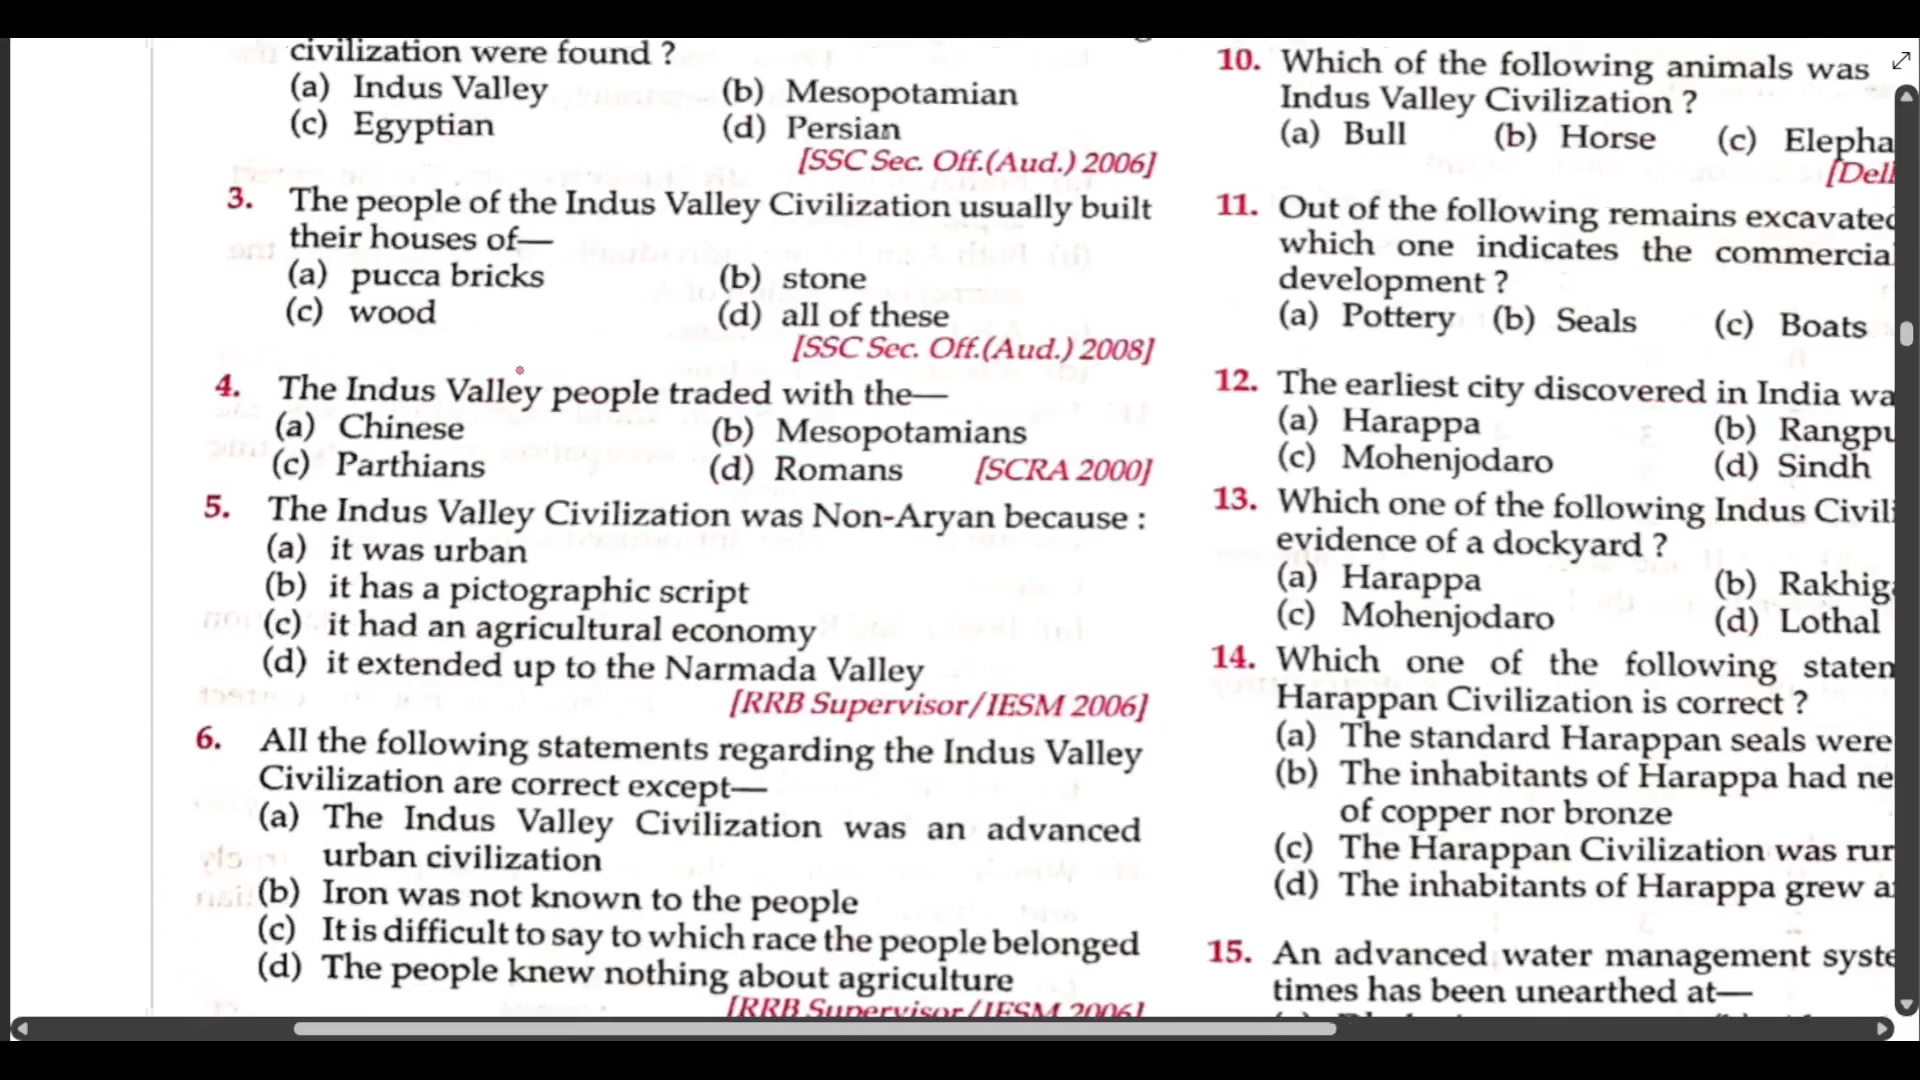 civilization were found ?
(a) Indus Valley (b) Mesopotamian
(c) Egyptian (d) Persian
[SSC Sec. Off.(Aud.) 2006]
3. The people of the Indus Valley Civilization usually built
their houses of—
(a) pucca bricks (b) stone
(c) wood (d) all of these
[SSC Sec. Off.(Aud.) 2008]
4. The Indus Valley people traded with the—
(a) Chinese (b) Mesopotamians
(c) Parthians (d) Romans [SCRA 2000]
5. The Indus Valley Civilization was Non-Aryan because :
(a) it was urban
(b) it has a pictographic script
(c) it had an agricultural economy
(d) it extended up to the Narmada Valley
[RRB Supervisor/IESM 2006]
6. All the following statements regarding the Indus Valley
Civilization are correct except—
(a) The Indus Valley Civilization was an advanced
urban civilization
(b) Iron was not known to the people
(c) It is difficult to say to which race the people belonged
(d) The people knew nothing about agriculture
[RRB Supervisor/IESM 2006]
10. Which of the following animals was
Indus Valley Civilization ?
(a) Bull (b) Horse (c) Elepha
[Del
11. Out of the following remains excavated
which one indicates the commercial
development ?
(a) Pottery (b) Seals (c) Boats
12. The earliest city discovered in India wa
(a) Harappa (b) Rangpu
(c) Mohenjodaro (d) Sindh
13. Which one of the following Indus Civili
evidence of a dockyard ?
(a) Harappa (b) Rakhiga
(c) Mohenjodaro (d) Lothal
14. Which one of the following statem
Harappan Civilization is correct ?
(a) The standard Harappan seals were
(b) The inhabitants of Harappa had ne
of copper nor bronze
(c) The Harappan Civilization was rur
(d) The inhabitants of Harappa grew a
15. An advanced water management syste
times has been unearthed at—